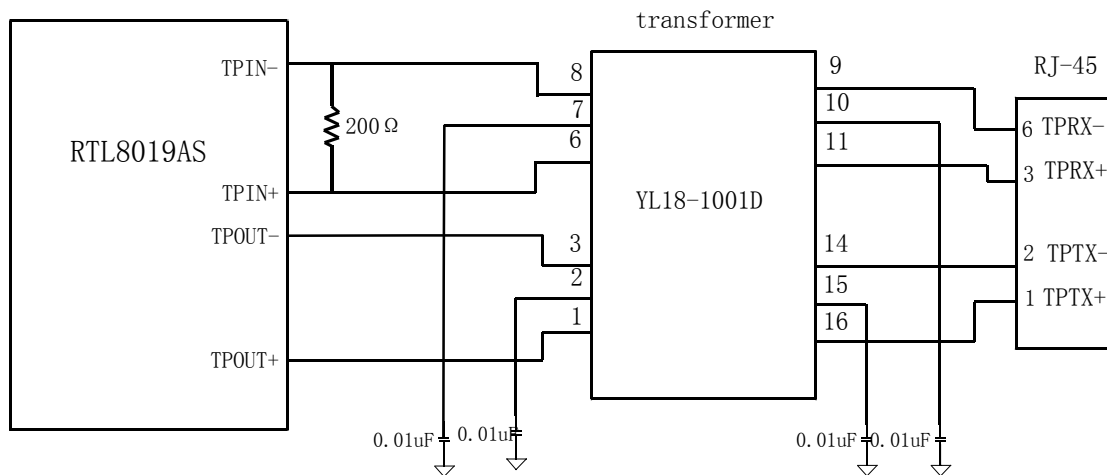 transformer
RTL8019AS
TPIN-
200Ω
TPIN+
TPOUT-
TPOUT+
8
7
6
3
2
1
YL18-1001D
9
10
11
14
15
16
RJ-45
6 TPRX-
3 TPRX+
2 TPTX-
1 TPTX+
0.01uF
0.01uF
0.01uF
0.01uF